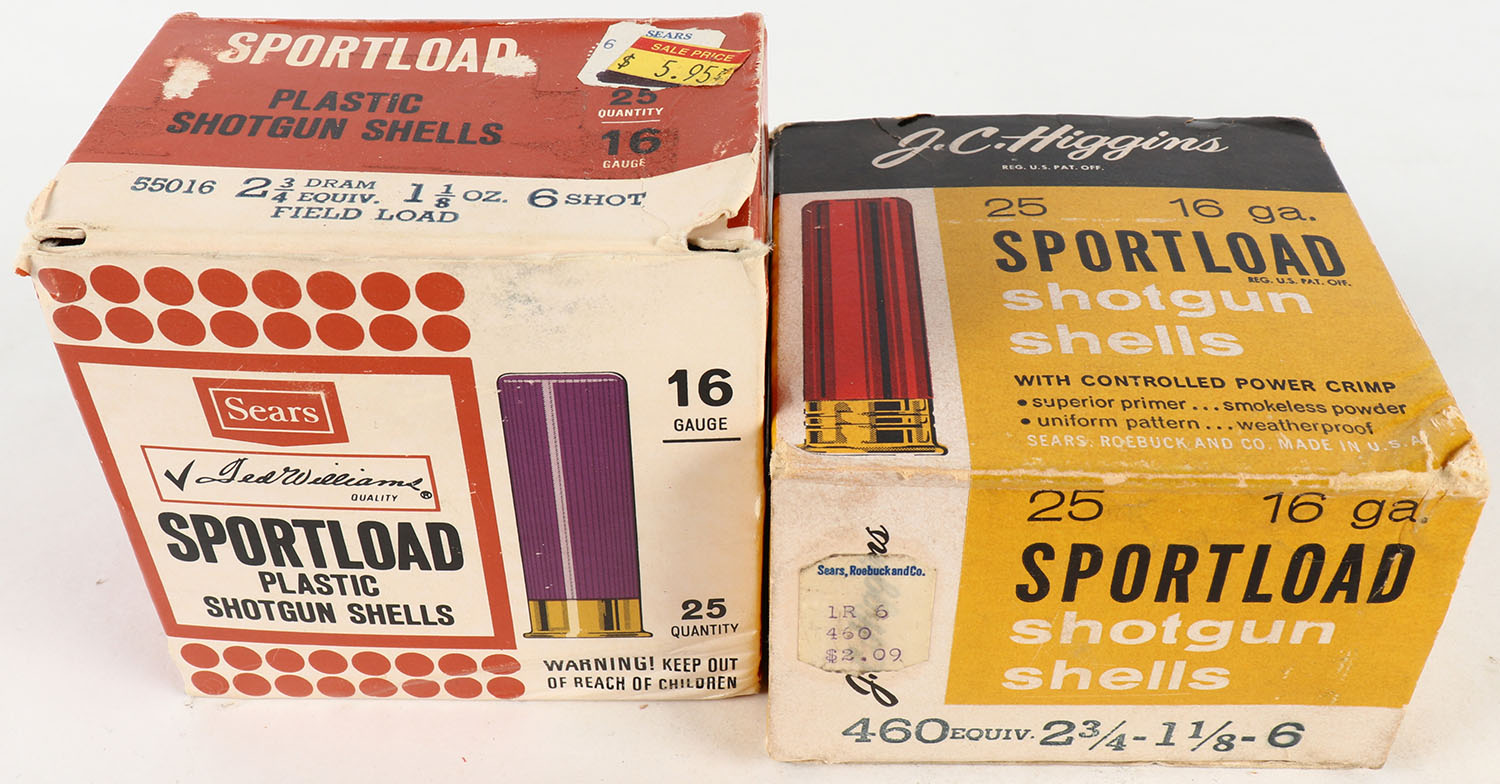 SPORTLOAD
PLASTIC
SHOTGUN SHELLS
6 SEARS
SALE PRICE
$ 5.95
25
QUANTITY
16
GAUGE
55016 2 3/4 DRAM EQUIV. 1 1/8 OZ. 6 SHOT
FIELD LOAD
Sears
Ted Williams
QUALITY ®
SPORTLOAD
PLASTIC
SHOTGUN SHELLS
16
GAUGE
25
QUANTITY
WARNING! KEEP OUT
OF REACH OF CHILDREN
J.C. Higgins
REG. U.S. PAT. OFF.
25 16 ga.
SPORTLOAD
REG. U.S. PAT. OFF.
shotgun
shells
WITH CONTROLLED POWER CRIMP
• superior primer... smokeless powder
• uniform pattern... weatherproof
SEARS, ROEBUCK AND CO. MADE IN U.S.A.
25 16 ga.
SPORTLOAD
shotgun
shells
Sears, Roebuck and Co.
1R 6
460
$2.09
460 EQUIV. 2 3/4 - 1 1/8 - 6